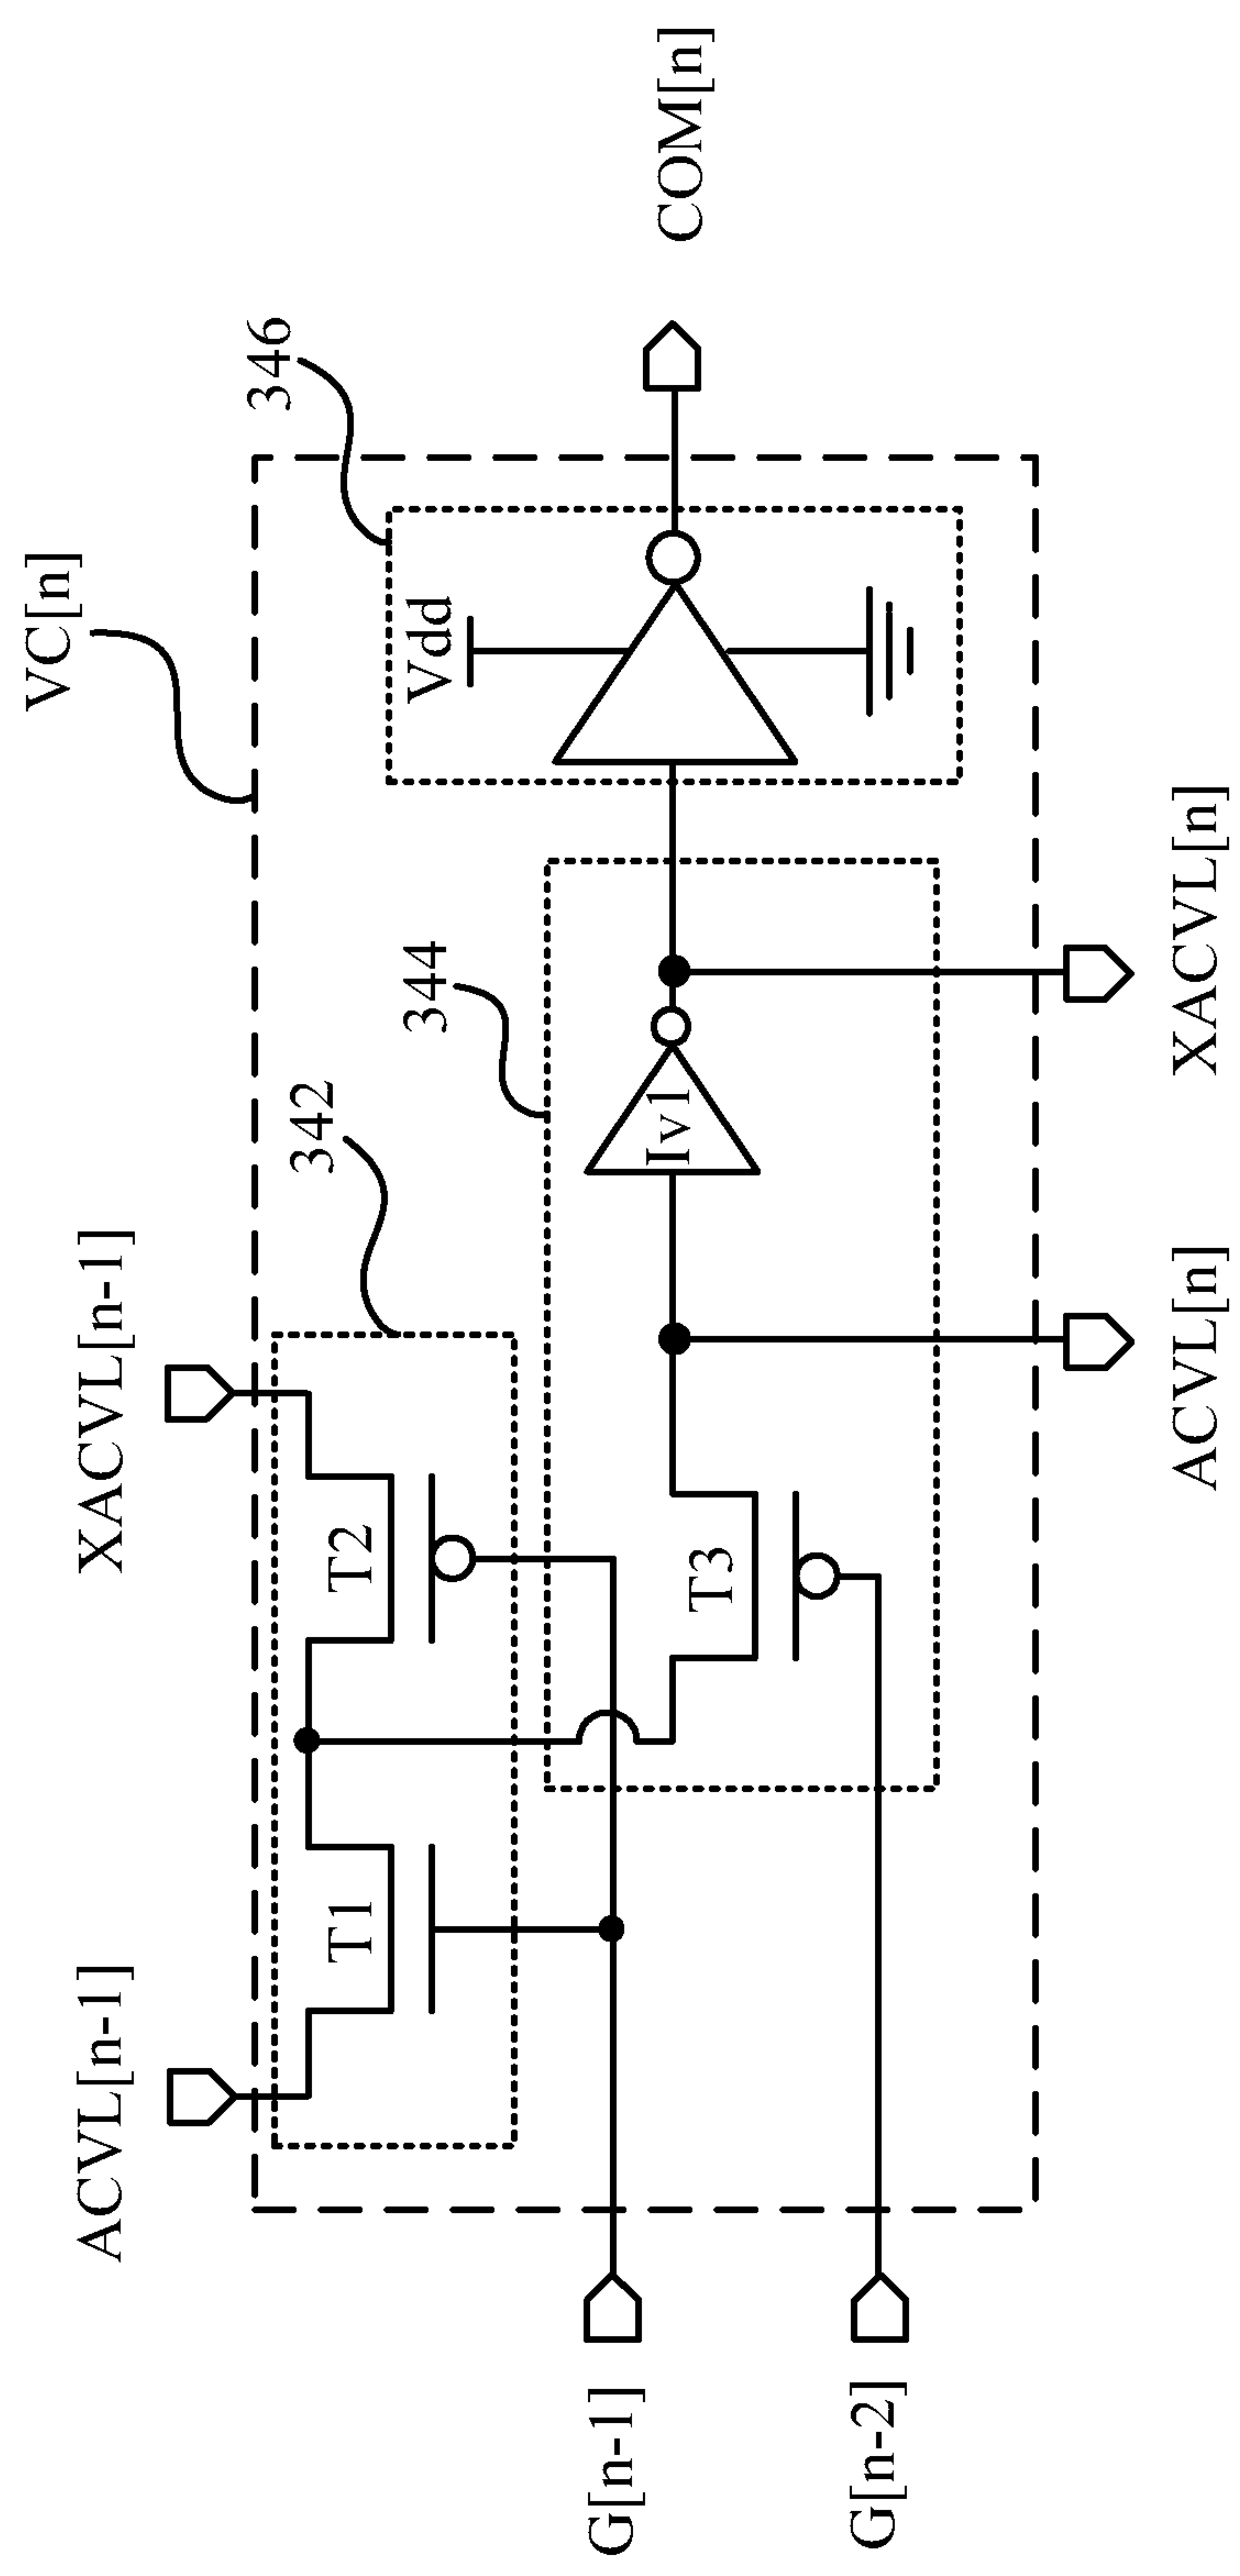 VC[n]
346
COM[n]
Vdd
XACVL[n-1]
342
344
ACVL[n-1]
T1
T2
T3
Iv1
G[n-1]
G[n-2]
ACVL[n]
XACVL[n]